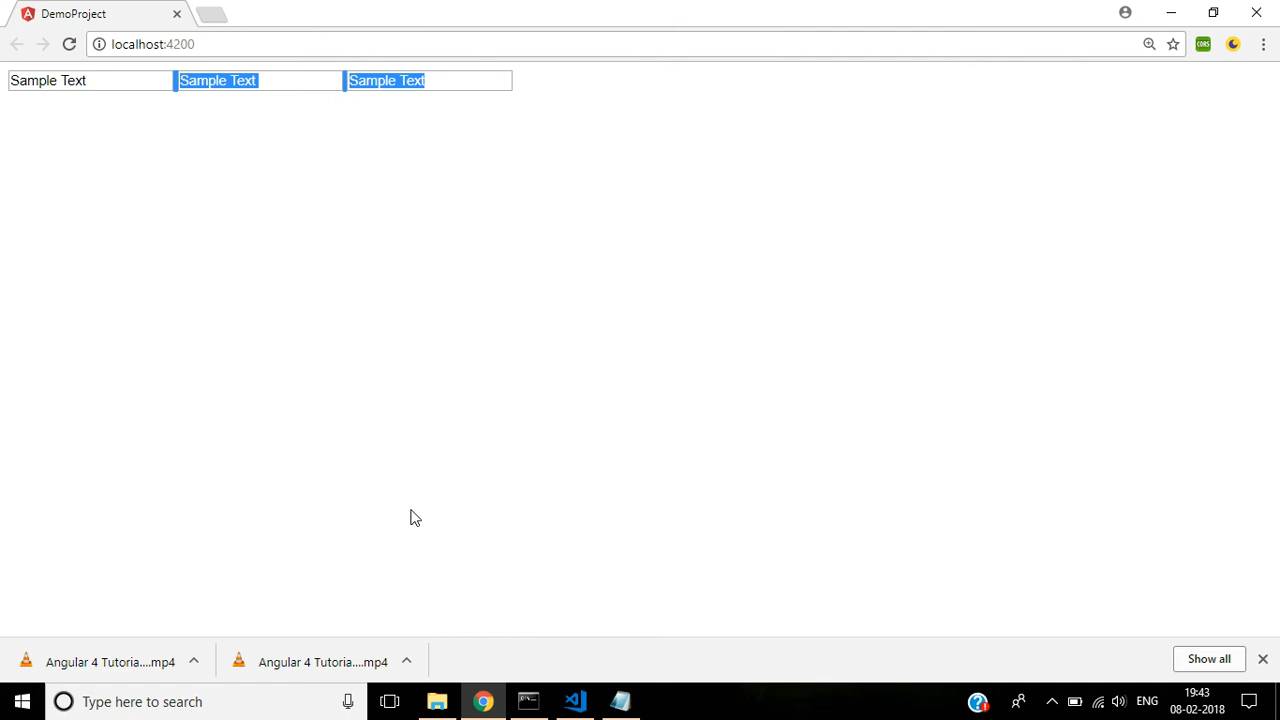 DemoProject
localhost:4200
CORS
Sample Text Sample Text Sample Text
Angular 4 Tutoria....mp4 Angular 4 Tutoria....mp4 Show all
Type here to search
ENG
19:43
08-02-2018